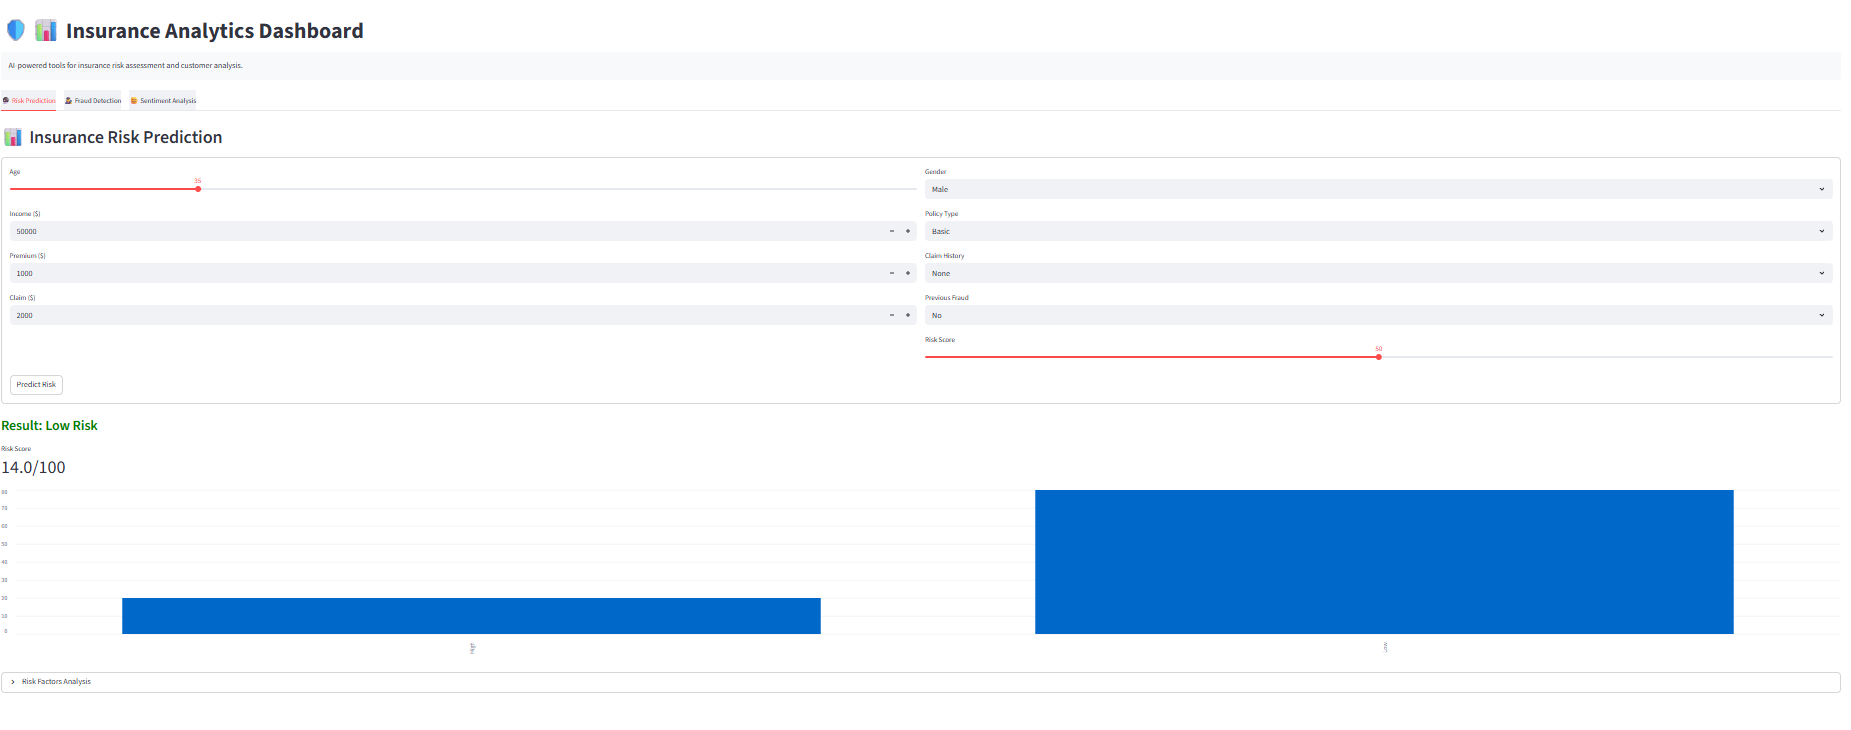 Insurance Analytics Dashboard
AI-powered tools for insurance risk assessment and customer analysis.
Risk Prediction Fraud Detection Sentiment Analysis
Insurance Risk Prediction
Age
35
Gender
Male
Income ($)
50000
Policy Type
Basic
Premium ($)
1000
Claim History
None
Claim ($)
2000
Previous Fraud
No
Risk Score
50
Predict Risk
Result: Low Risk
Risk Score
14.0/100
80
70
60
50
40
30
20
10
0
High
Low
Risk Factors Analysis